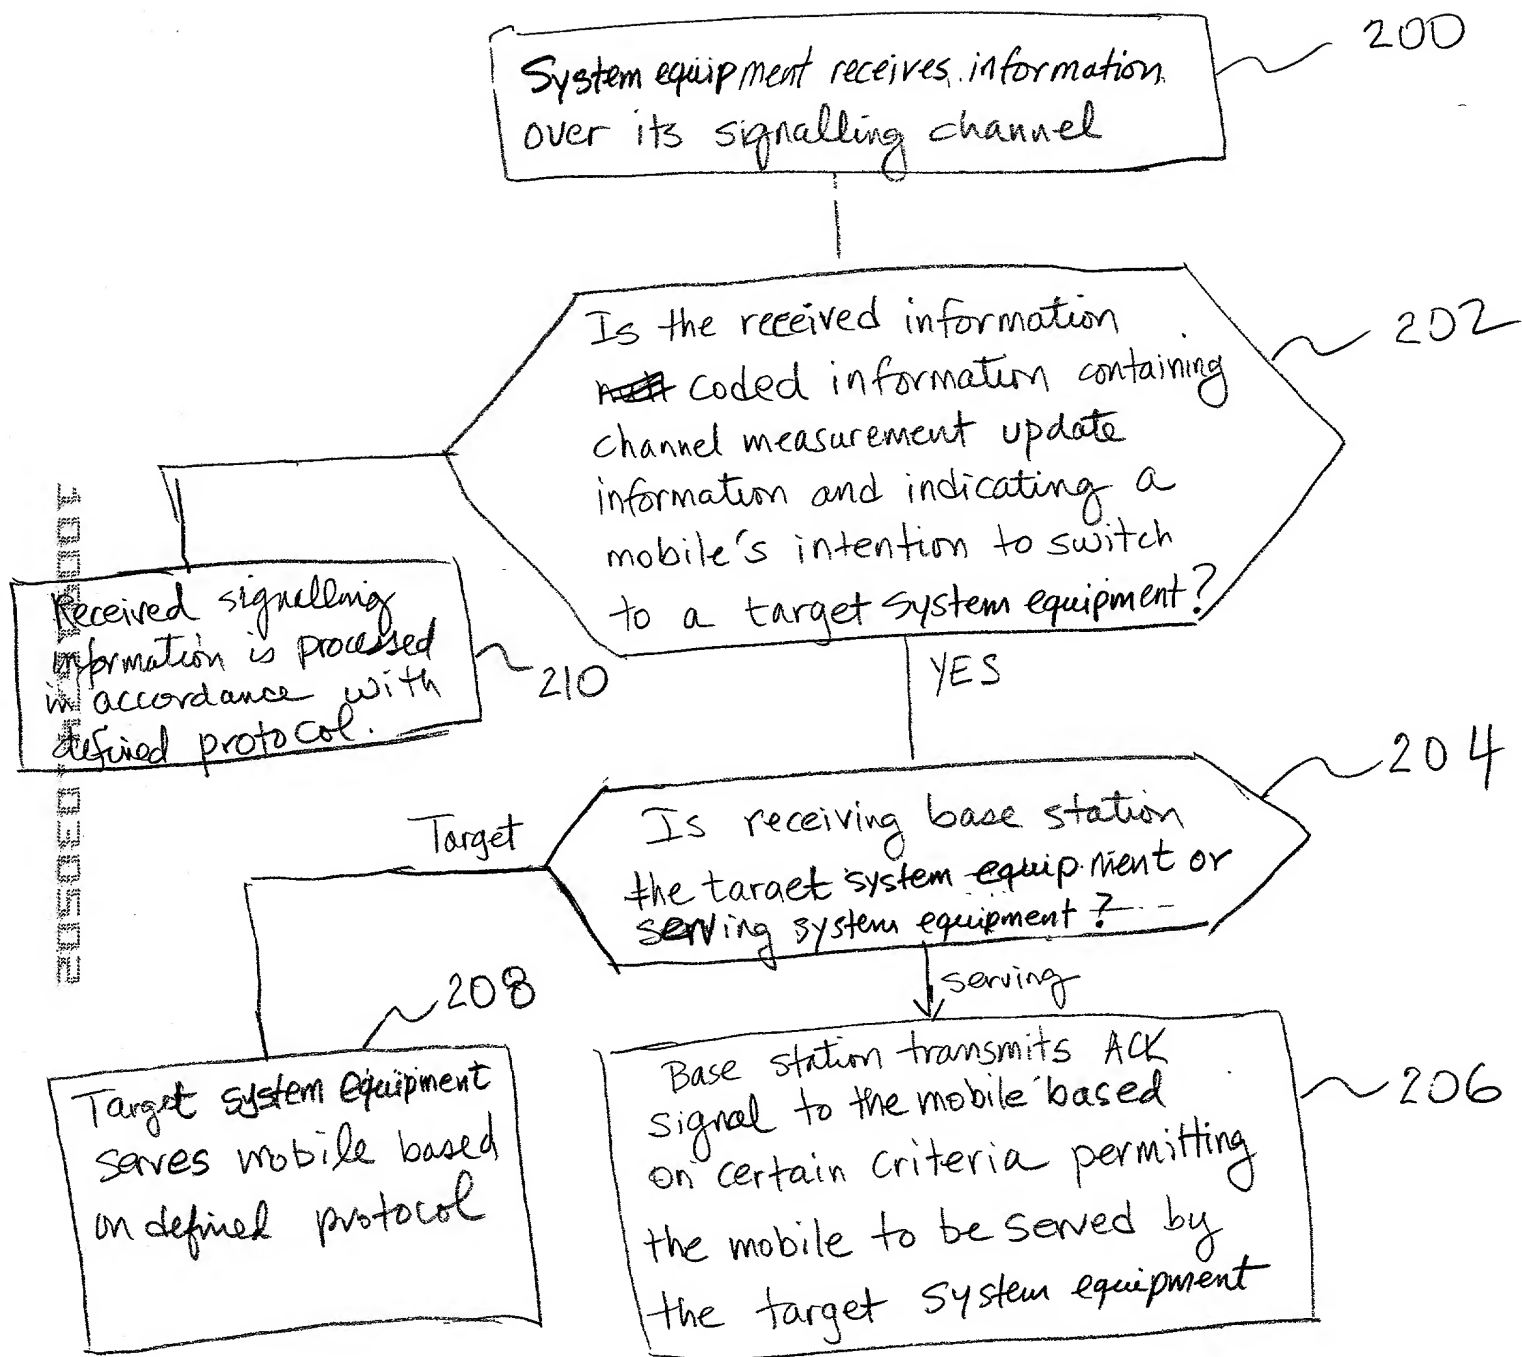 200
System equipment receives information
over its signalling channel
202
Is the received information
coded information containing
channel measurement update
information and indicating a
mobile's intention to switch
to a target system equipment?
Received signalling
information is processed
in accordance with
defined protocol.
210
YES
204
Target
Is receiving base station
the target system equipment or
serving system equipment?
serving
208
Target system equipment
serves mobile based
on defined protocol
206
Base station transmits ACK
signal to the mobile based
on certain criteria permitting
the mobile to be served by
the target system equipment